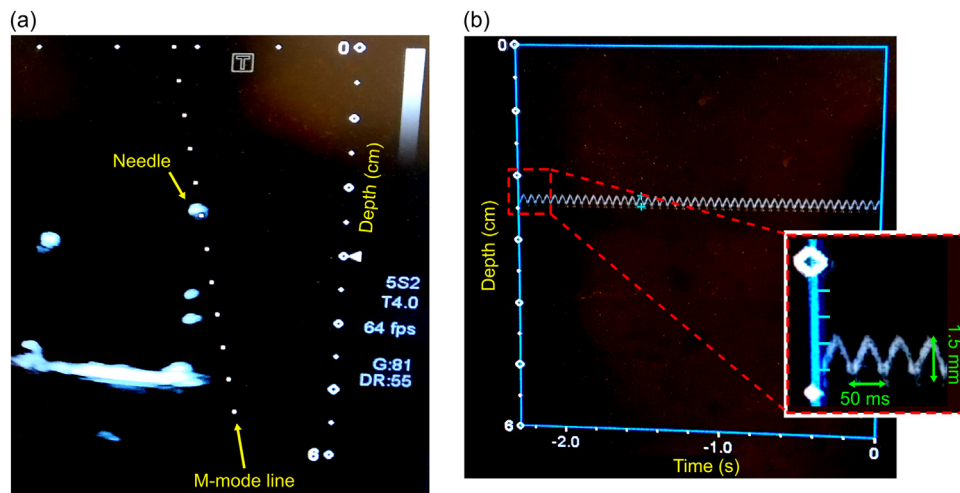 (a)
0
T
Needle
Depth (cm)
5S2
T4.0
64 fps
G:81
DR:55
6
M-mode line
(b)
0
Depth (cm)
6
-2.0
-1.0
0
Time (s)
50 ms
1.5 mm